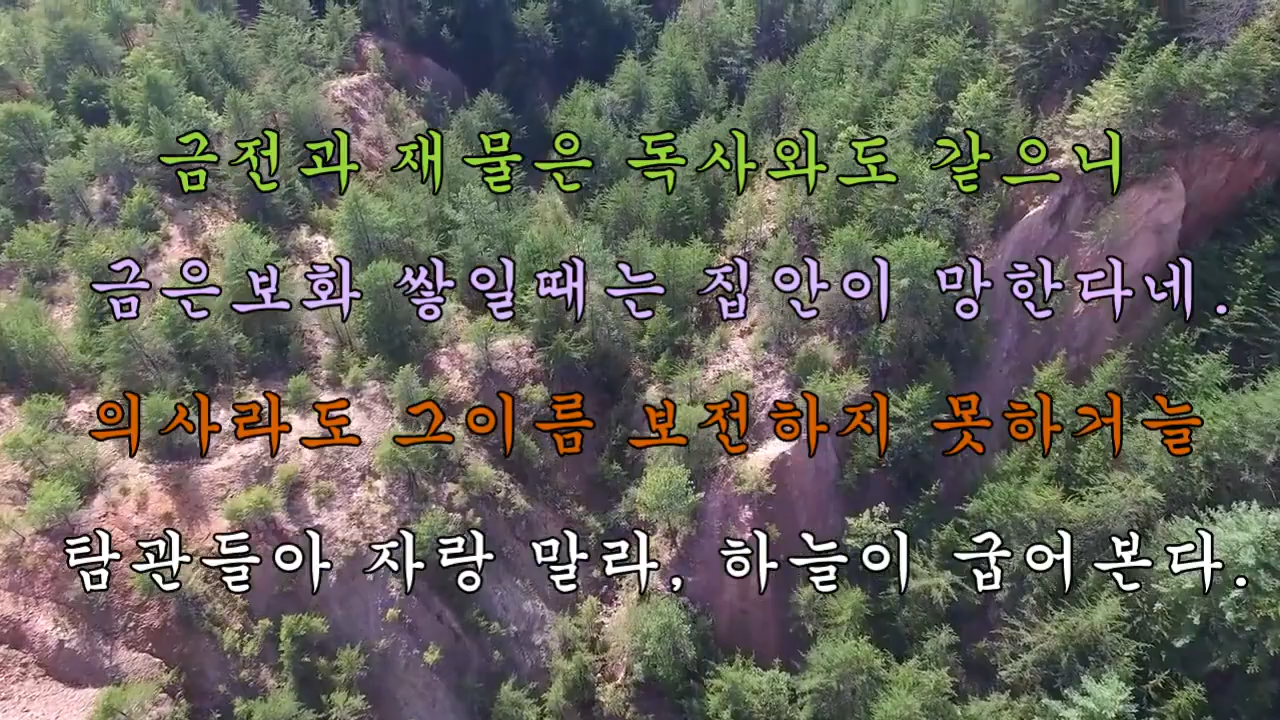 금전과 재물은 독사와도 같으니
금은보화 쌓일때는 집안이 망한다네.
의사라도 그이름 보전하지 못하거늘
탐관들아 자랑 말라, 하늘이 굽어본다.